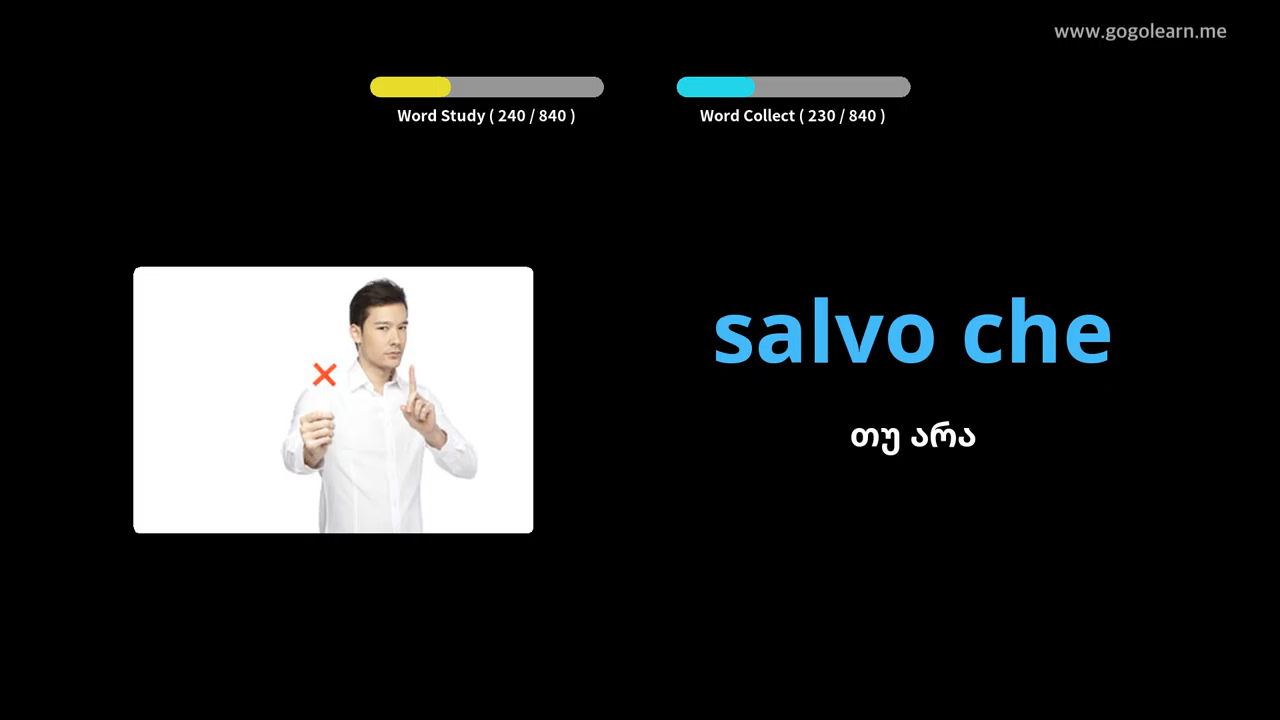 www.gogolearn.me
Word Study ( 240 / 840 )
Word Collect ( 230 / 840 )
salvo che
თუ არა